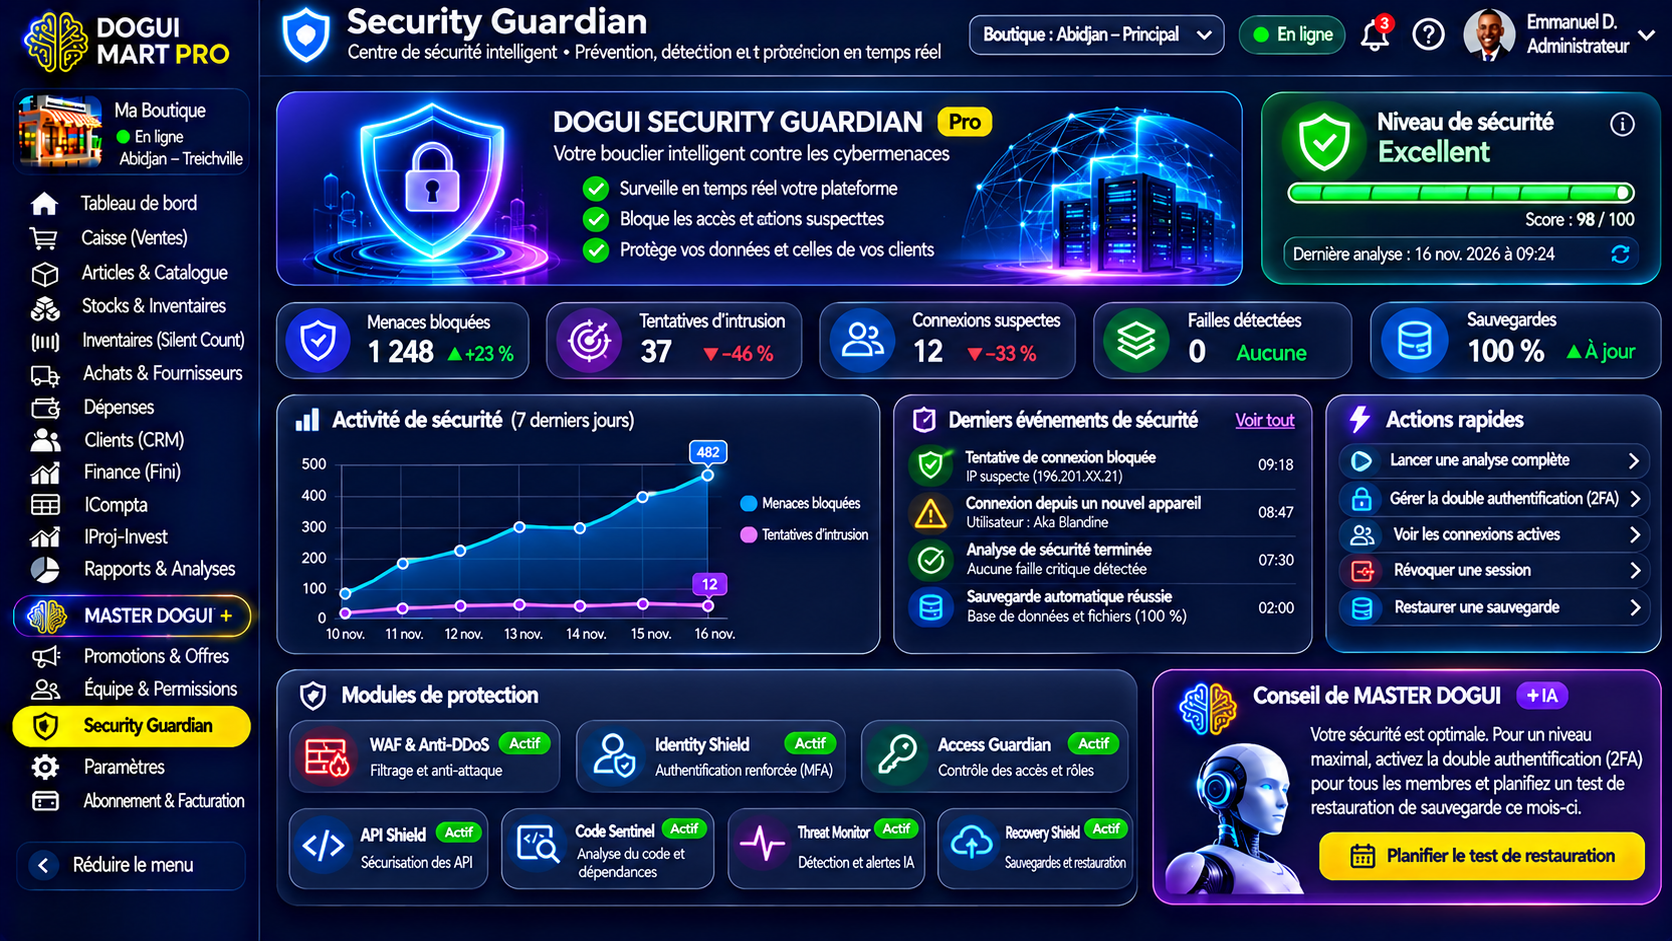 DOGUI
MART PRO
Security Guardian
Centre de sécurité intelligent • Prévention, détection et protection en temps réel
Boutique : Abidjan – Principal
En ligne
3
?
Emmanuel D.
Administrateur
Ma Boutique
En ligne
Abidjan – Treichville
Tableau de bord
Caisse (Ventes)
Articles & Catalogue
Stocks & Inventaires
Inventaires (Silent Count)
Achats & Fournisseurs
Dépenses
Clients (CRM)
Finance (Fini)
ICompta
IProj-Invest
Rapports & Analyses
MASTER DOGUI +
Promotions & Offres
Équipe & Permissions
Security Guardian
Paramètres
Abonnement & Facturation
Réduire le menu
DOGUI SECURITY GUARDIAN Pro
Votre bouclier intelligent contre les cybermenaces
Surveille en temps réel votre plateforme
Bloque les accès et actions suspecttes
Protège vos données et celles de vos clients
Niveau de sécurité
Excellent
Score : 98 / 100
Dernière analyse : 16 nov. 2026 à 09:24
Menaces bloquées
1 248 ▲+23 %
Tentatives d'intrusion
37 ▼–46 %
Connexions suspectes
12 ▼–33 %
Failles détectées
0 Aucune
Sauvegardes
100 % ▲ À jour
Activité de sécurité (7 derniers jours)
500
400
300
200
100
0
482
12
10 nov. 11 nov. 12 nov. 13 nov. 14 nov. 15 nov. 16 nov.
Menaces bloquées
Tentatives d'intrusion
Derniers événements de sécurité Voir tout
Tentative de connexion bloquée
IP suspecte (196.201.XX.21)
09:18
Connexion depuis un nouvel appareil
Utilisateur : Aka Blandine
08:47
Analyse de sécurité terminée
Aucune faille critique détectée
07:30
Sauvegarde automatique réussie
Base de données et fichiers (100 %)
02:00
Actions rapides
Lancer une analyse complète
Gérer la double authentification (2FA)
Voir les connexions actives
Révoquer une session
Restaurer une sauvegarde
Modules de protection
WAF & Anti-DDoS Actif
Filtrage et anti-attaque
Identity Shield Actif
Authentification renforcée (MFA)
Access Guardian Actif
Contrôle des accès et rôles
API Shield Actif
Sécurisation des API
Code Sentinel Actif
Analyse du code et
dépendances
Threat Monitor Actif
Détection et alertes IA
Recovery Shield Actif
Sauvegardes et restauration
Conseil de MASTER DOGUI + IA
Votre sécurité est optimale. Pour un niveau
maximal, activez la double authentification (2FA)
pour tous les membres et planifiez un test de
restauration de sauvegarde ce mois-ci.
Planifier le test de restauration